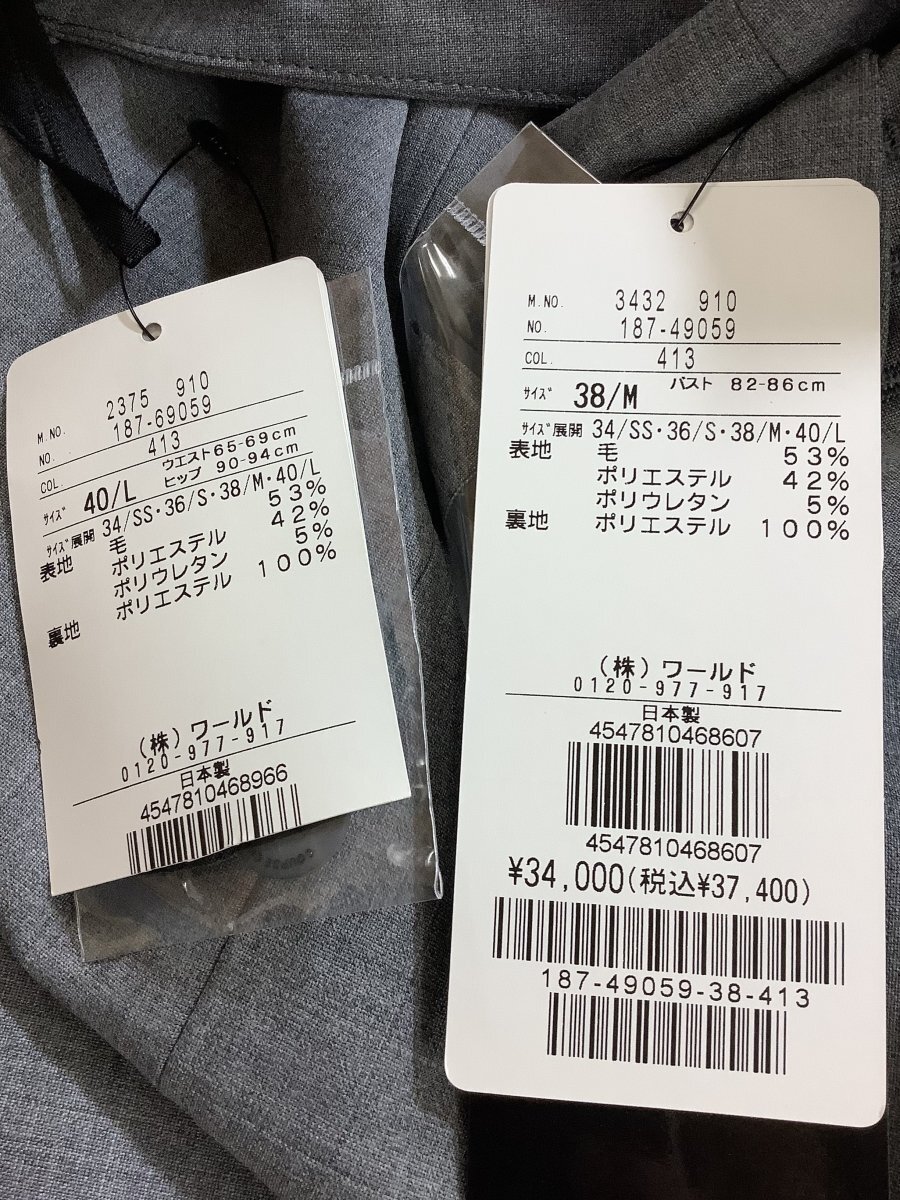 M.NO. 2375 910
NO. 187-69059
COL. 413
サイズ 40/L ウエスト65-69cm
ヒップ 90-94cm
サイズ展開 34/SS・36/S・38/M・40/L
表地 毛 53%
ポリエステル 42%
ポリウレタン 5%
裏地 ポリエステル 100%
(株)ワールド
0120-977-917
日本製
4547810468966
M.NO. 3432 910
NO. 187-49059
COL. 413
サイズ 38/M バスト 82-86cm
サイズ展開 34/SS・36/S・38/M・40/L
表地 毛 53%
ポリエステル 42%
ポリウレタン 5%
裏地 ポリエステル 100%
(株)ワールド
0120-977-917
日本製
4547810468607
4547810468607
¥34,000(税込¥37,400)
187-49059-38-413